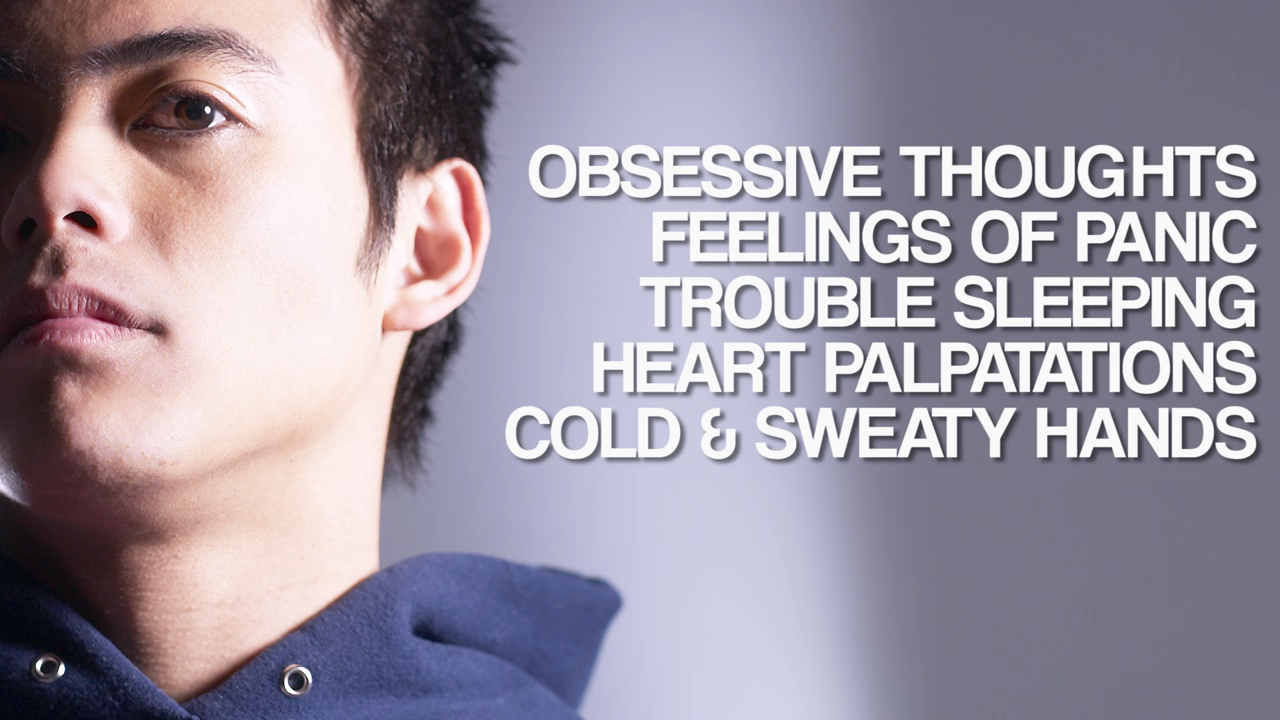 OBSESSIVE THOUGHTS
FEELINGS OF PANIC
TROUBLE SLEEPING
HEART PALPATATIONS
COLD & SWEATY HANDS